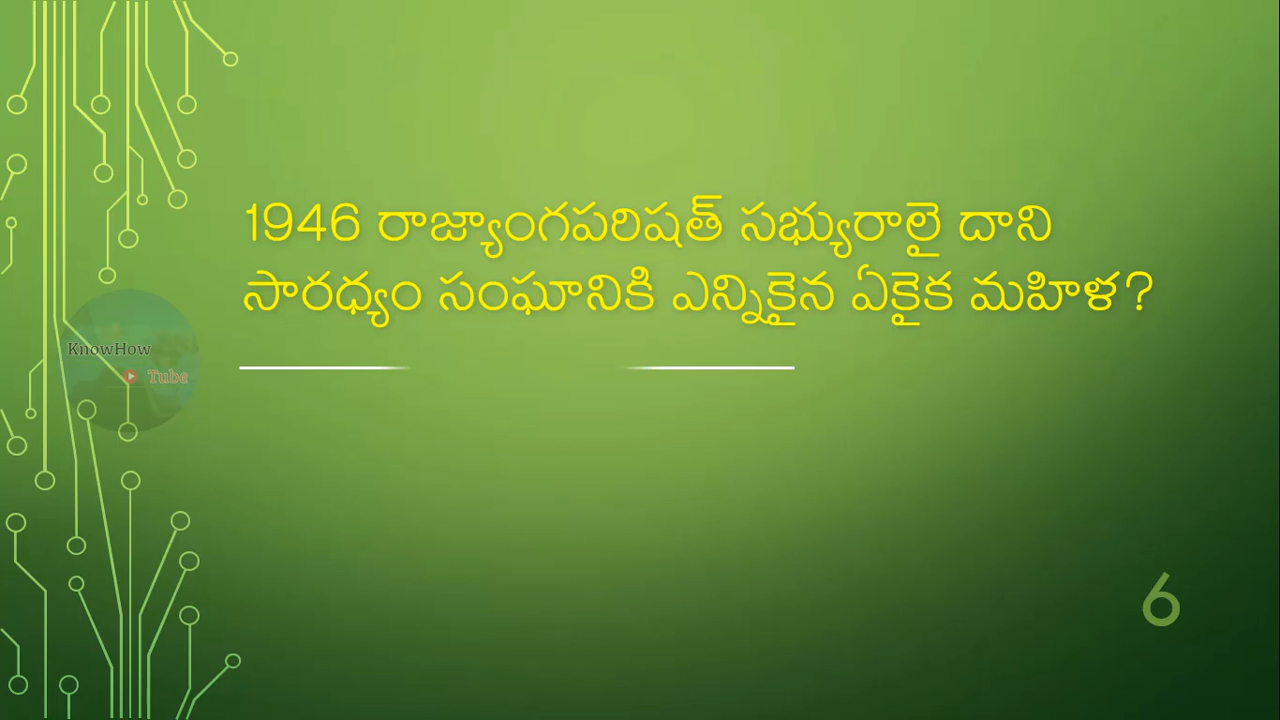 1946 రాజ్యాంగపరిషత్ సభ్యురాలై దాని
సారధ్యం సంఘానికి ఎన్నికైన ఏకైక మహిళ?
KnowHow
Tube
6